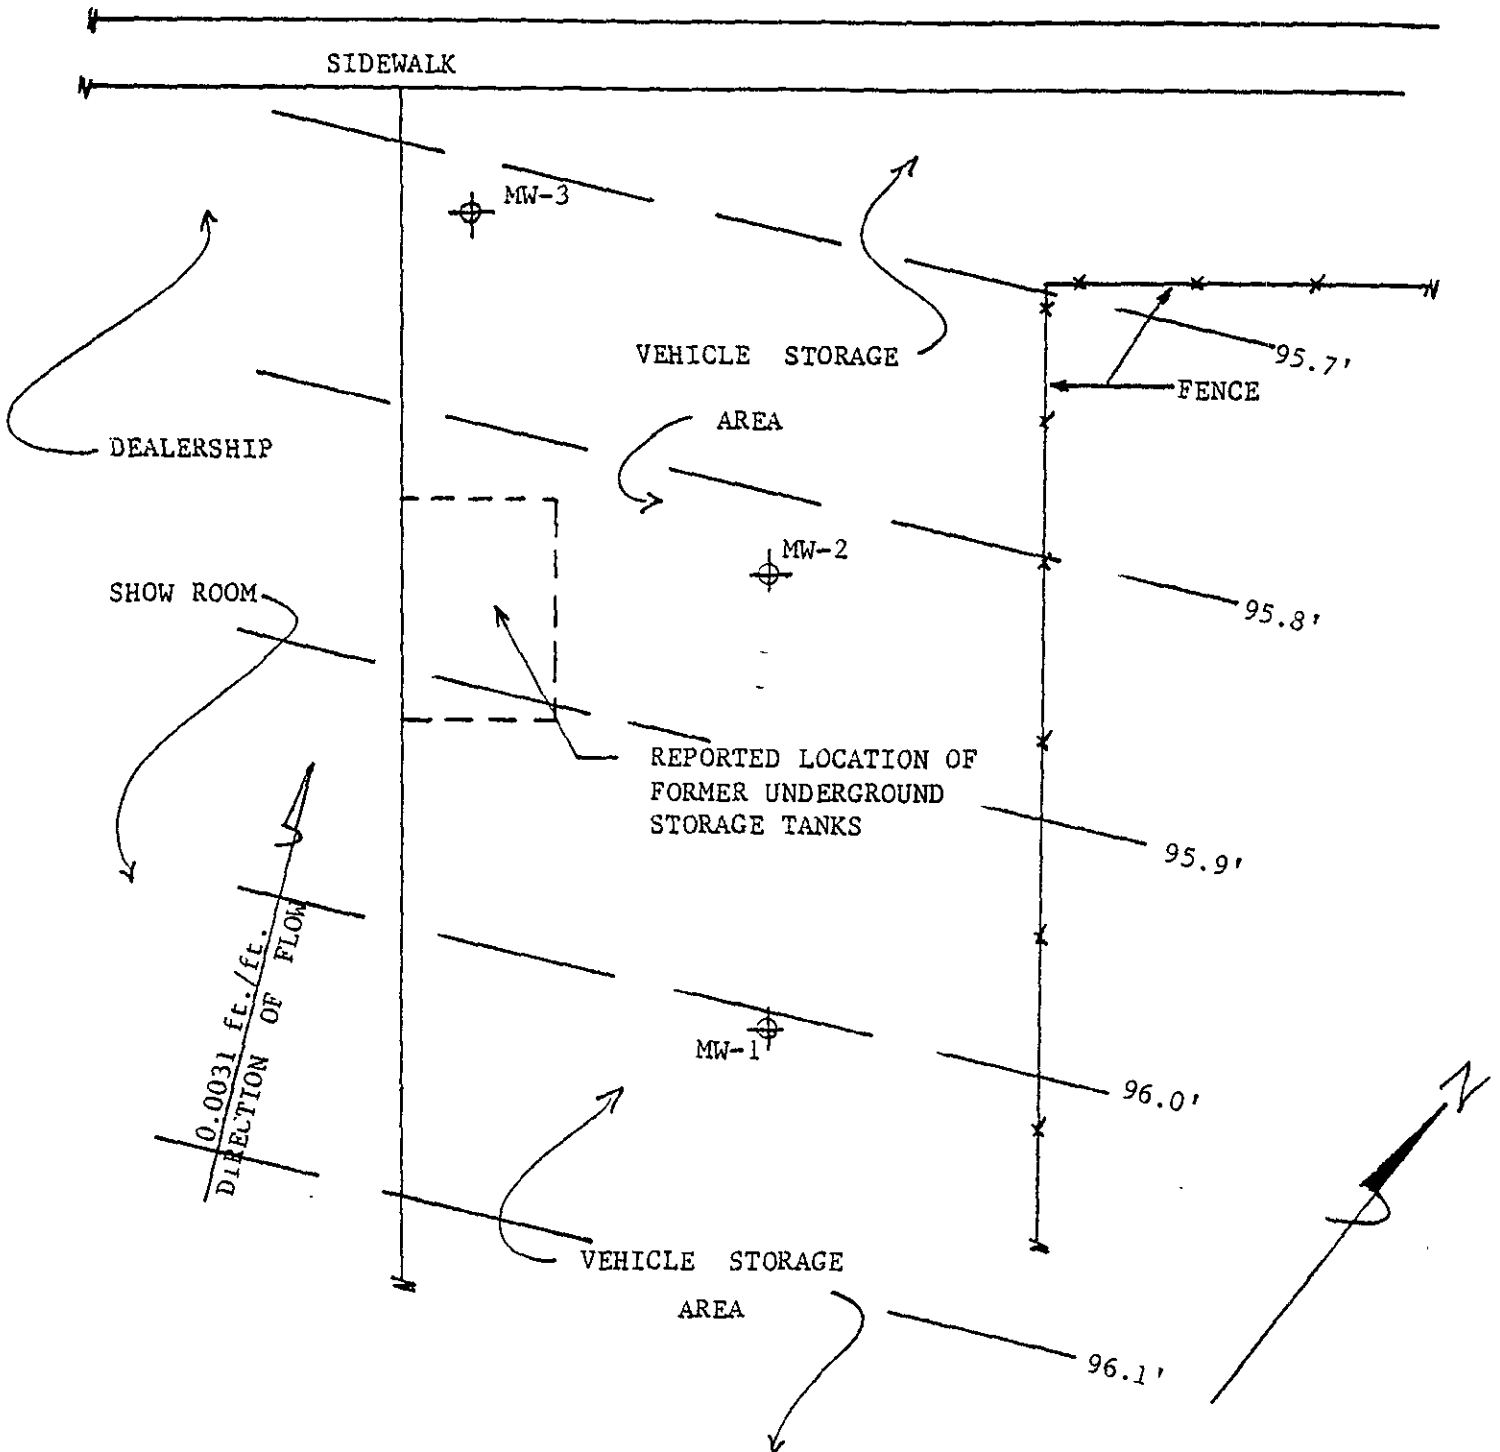 SIDEWALK
MW-3
VEHICLE STORAGE
AREA
95.7'
FENCE
DEALERSHIP
MW-2
SHOW ROOM
95.8'
REPORTED LOCATION OF
FORMER UNDERGROUND
STORAGE TANKS
95.9'
0.0031 ft./ft.
DIRECTION OF FLOW
MW-1
96.0'
N
VEHICLE STORAGE
AREA
96.1'